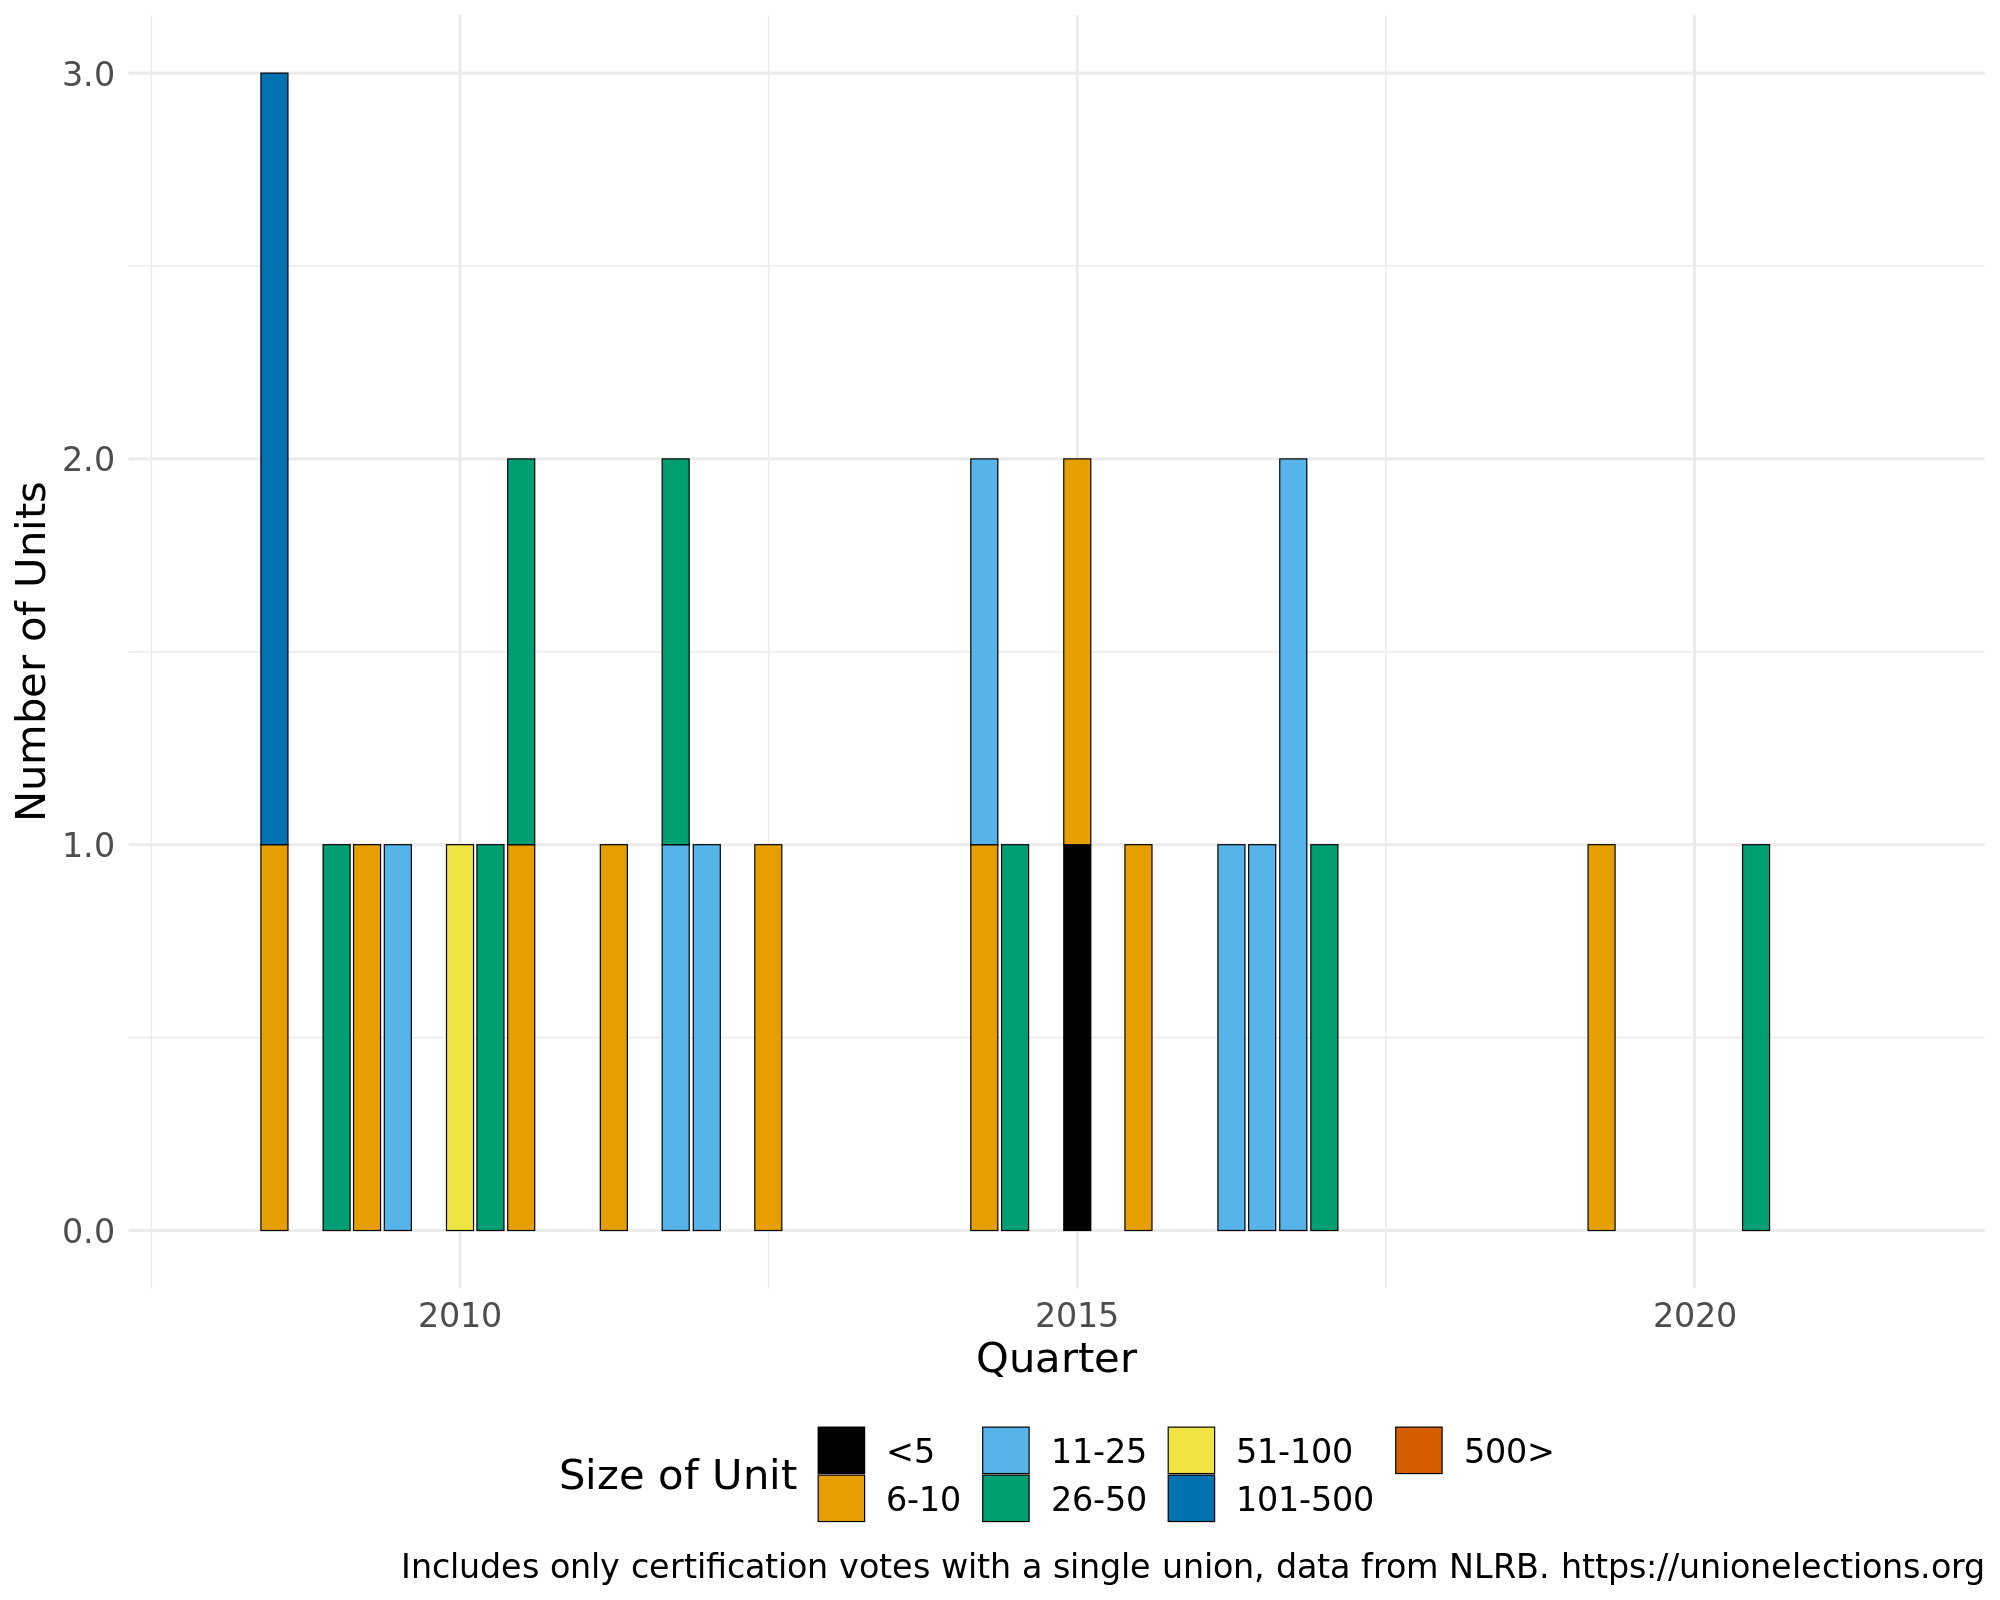 3.0
2.0
1.0
0.0
Number of Units
2010 2015 2020
Quarter
Size of Unit
<5 11-25 51-100 500>
6-10 26-50 101-500
Includes only certification votes with a single union, data from NLRB. https://unionelections.org